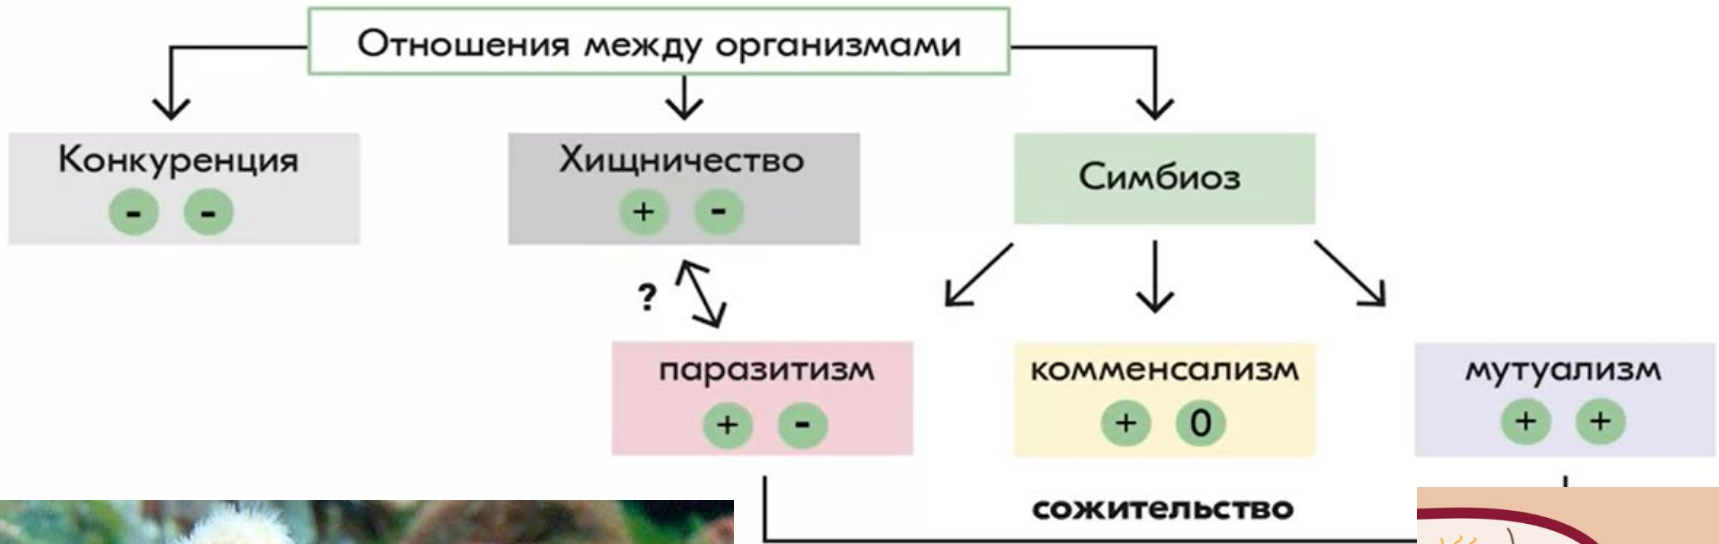 Отношения между организмами
Конкуренция
- -
Хищничество
+ -
Симбиоз
?
паразитизм
+ -
комменсализм
+ 0
мутуализм
+ +
сожительство